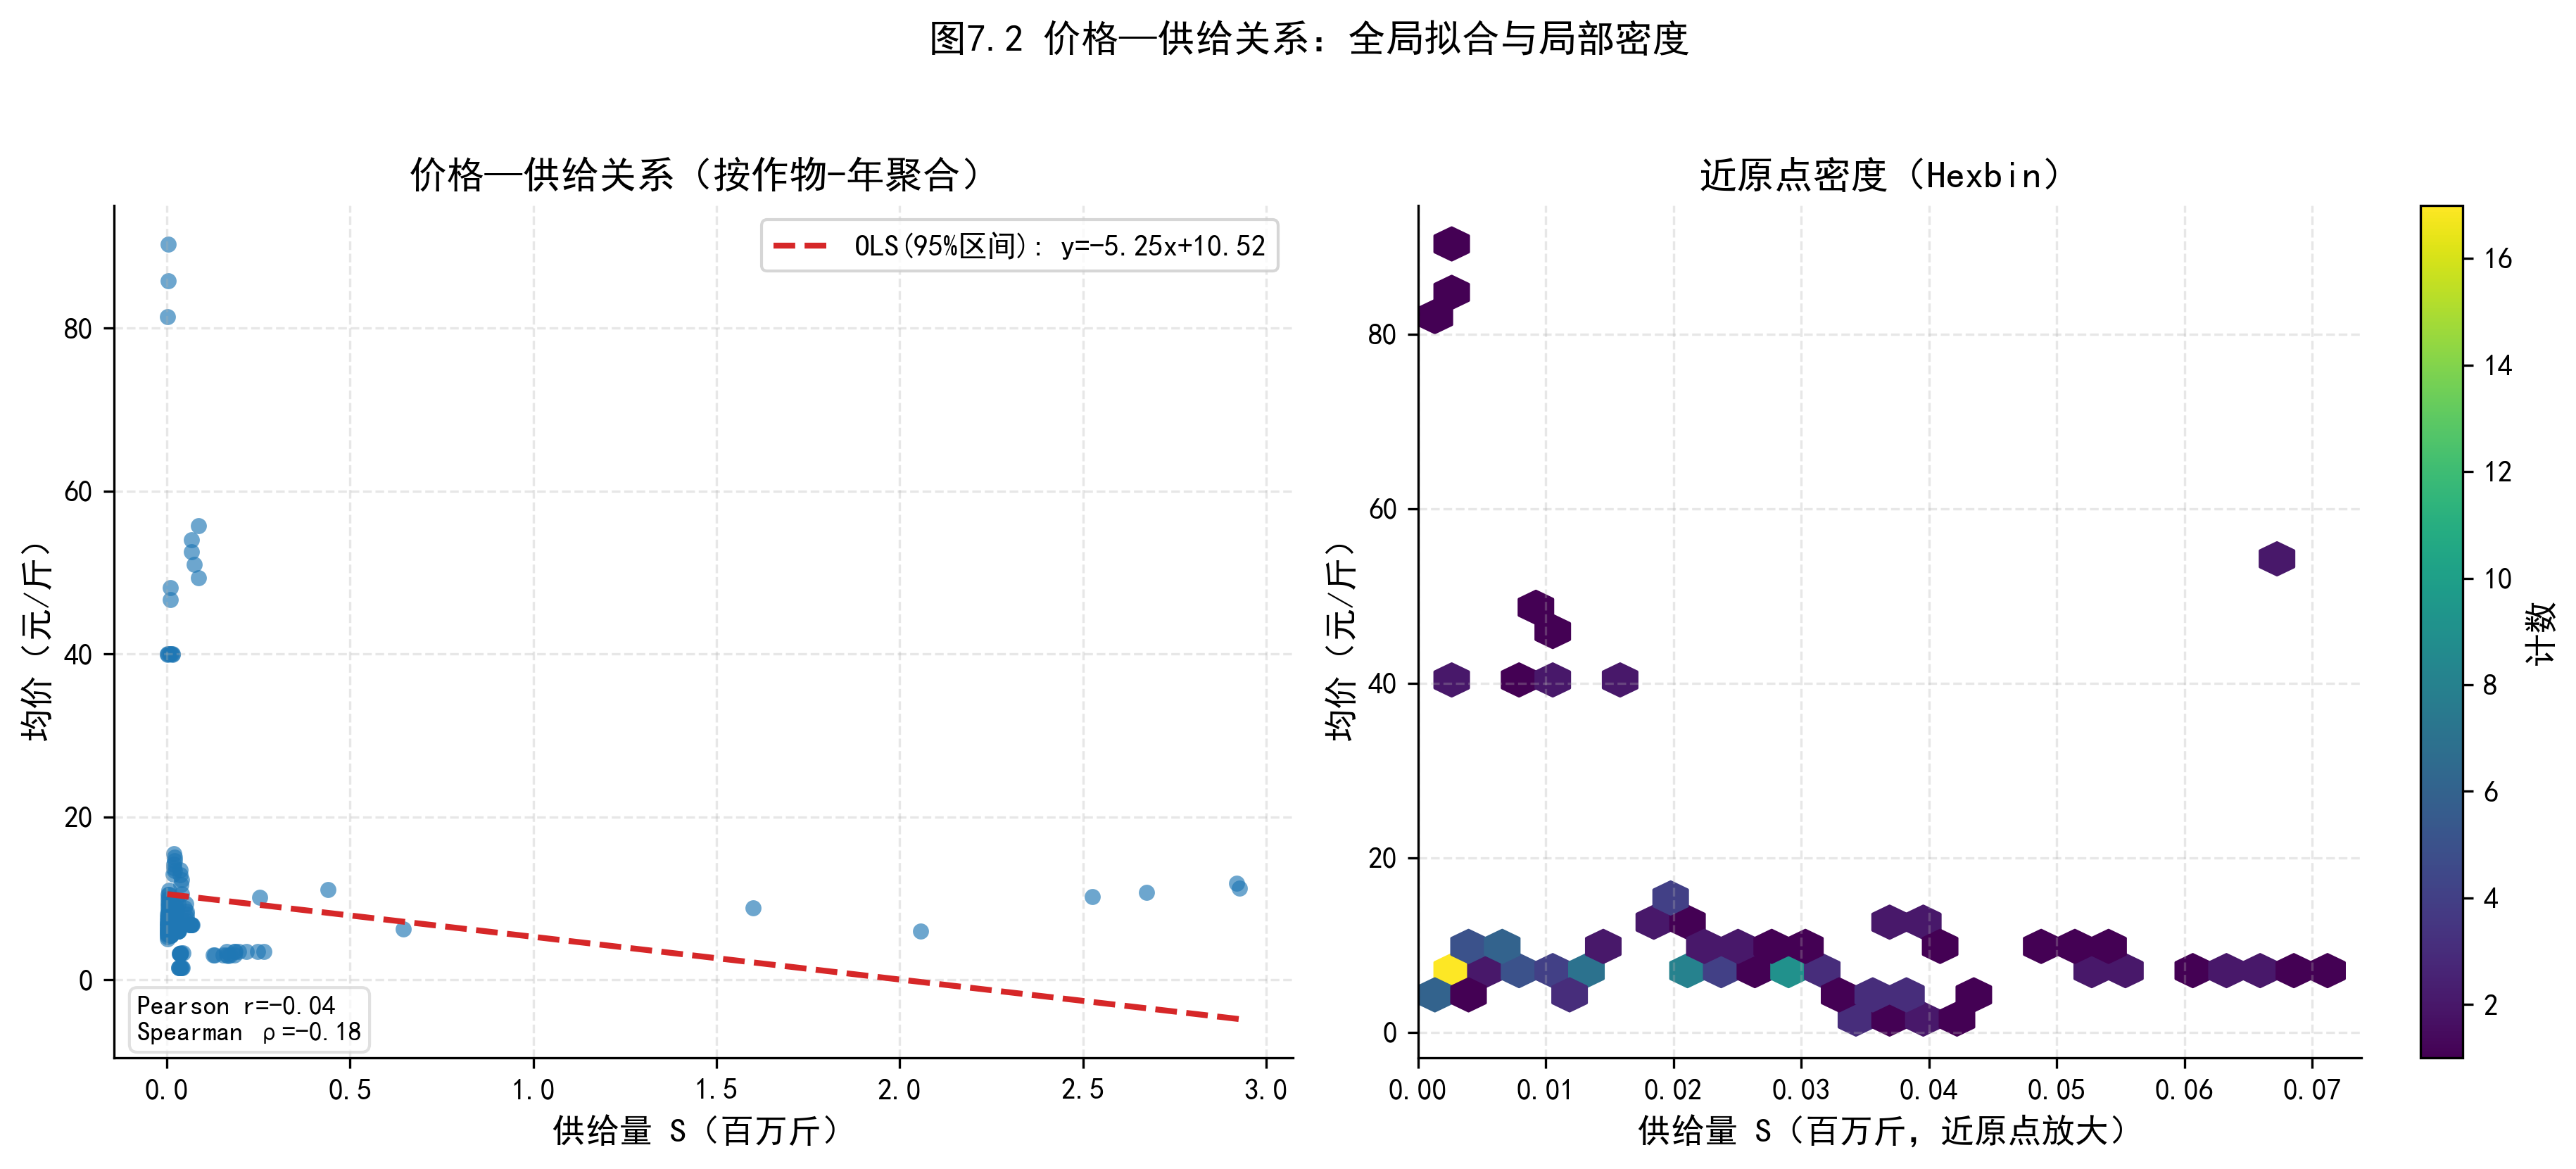 图7.2 价格——供给关系：全局拟合与局部密度
价格——供给关系（按作物-年聚合）
OLS(95%区间): y=-5.25x+10.52
80
60
40
20
0
均价（元/斤）
Pearson r=-0.04
Spearman ρ=-0.18
0.0 0.5 1.0 1.5 2.0 2.5 3.0
供给量 S（百万斤）
近原点密度（Hexbin）
80
60
40
20
0
均价（元/斤）
0.00 0.01 0.02 0.03 0.04 0.05 0.06 0.07
供给量 S（百万斤，近原点放大）
16
14
12
10
8
6
4
2
计数